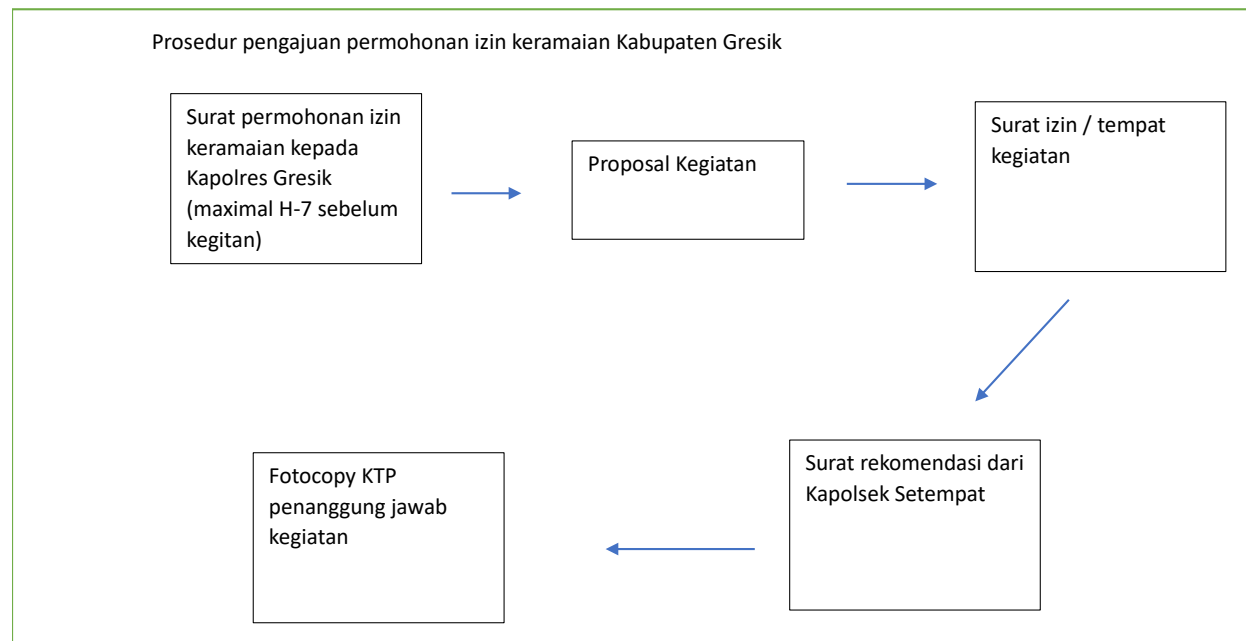 Prosedur pengajuan permohonan izin keramaian Kabupaten Gresik
Surat permohonan izin
keramaian kepada
Kapolres Gresik
(maximal H-7 sebelum
kegitan)
Proposal Kegiatan
Surat izin / tempat
kegiatan
Surat rekomendasi dari
Kapolsek Setempat
Fotocopy KTP
penanggung jawab
kegiatan